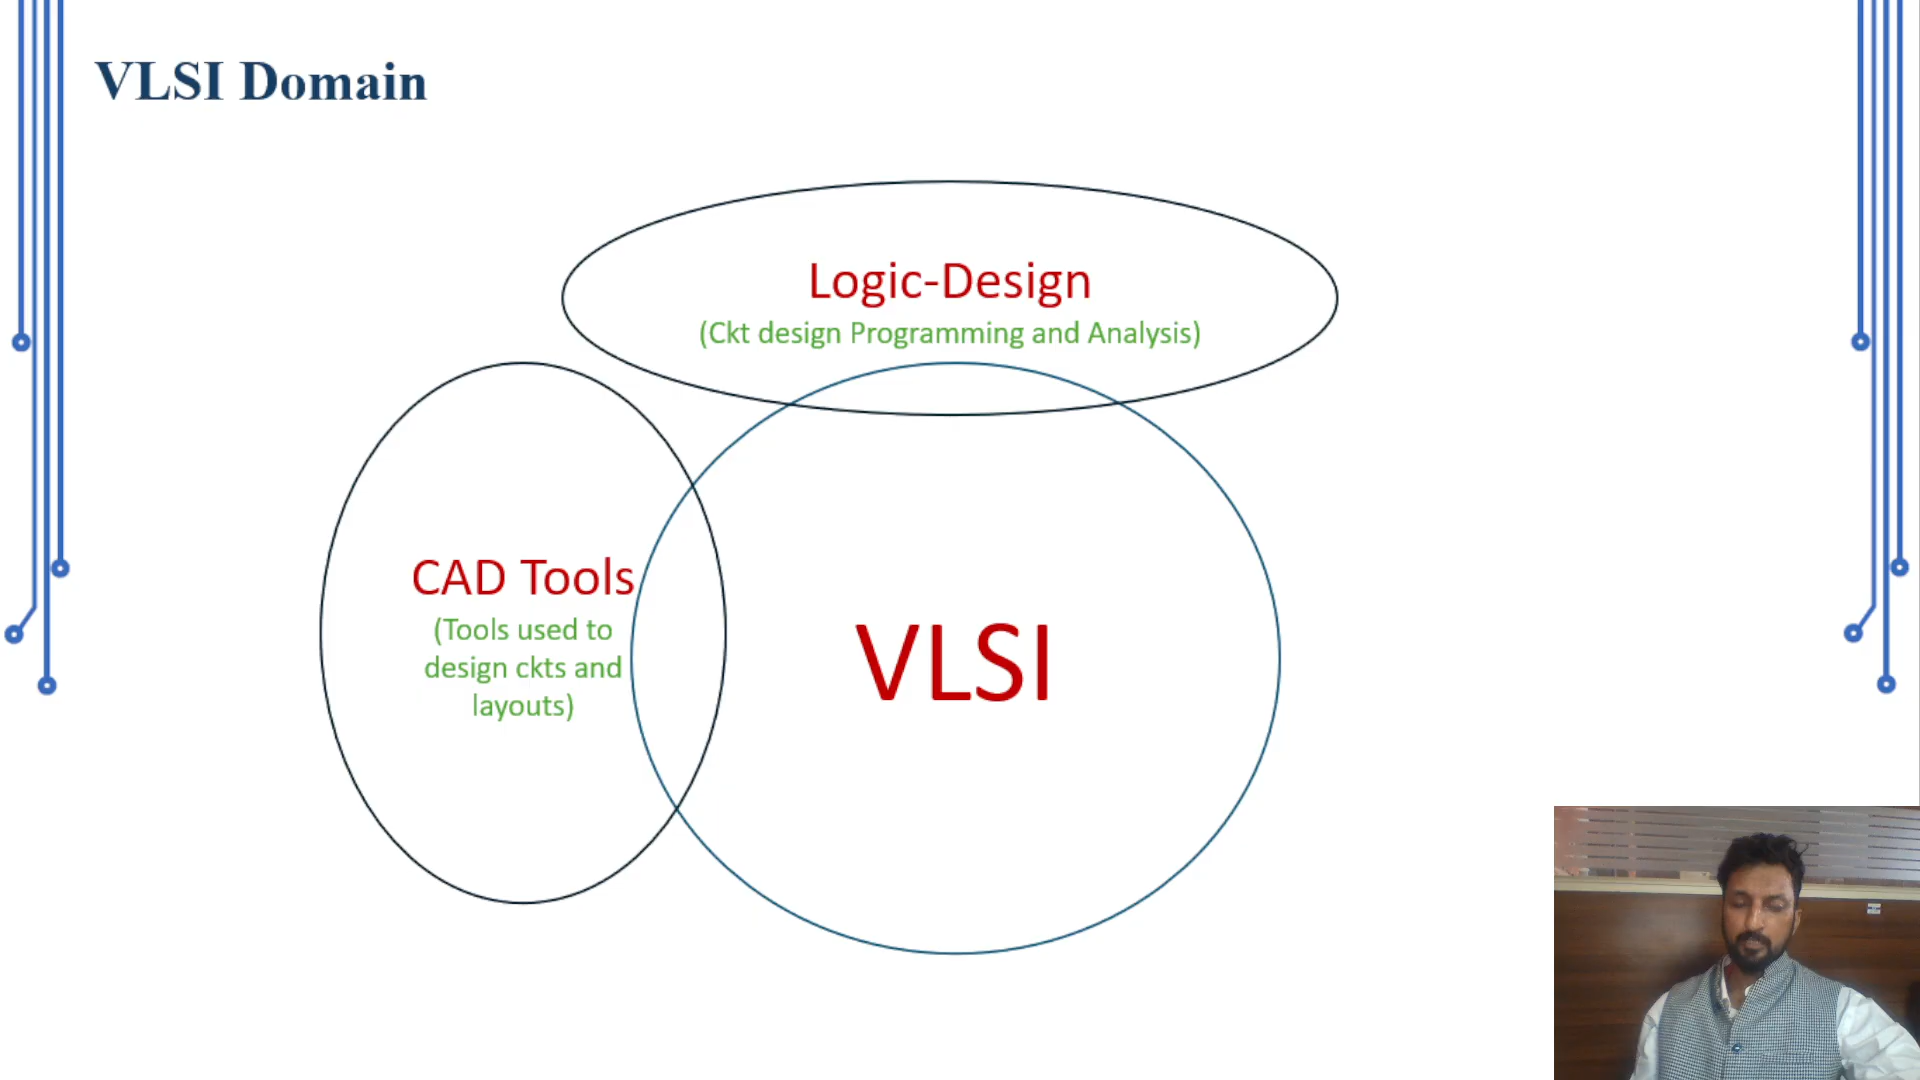 VLSI Domain
Logic-Design
(Ckt design Programming and Analysis)
CAD Tools
(Tools used to
design ckts and
layouts)
VLSI